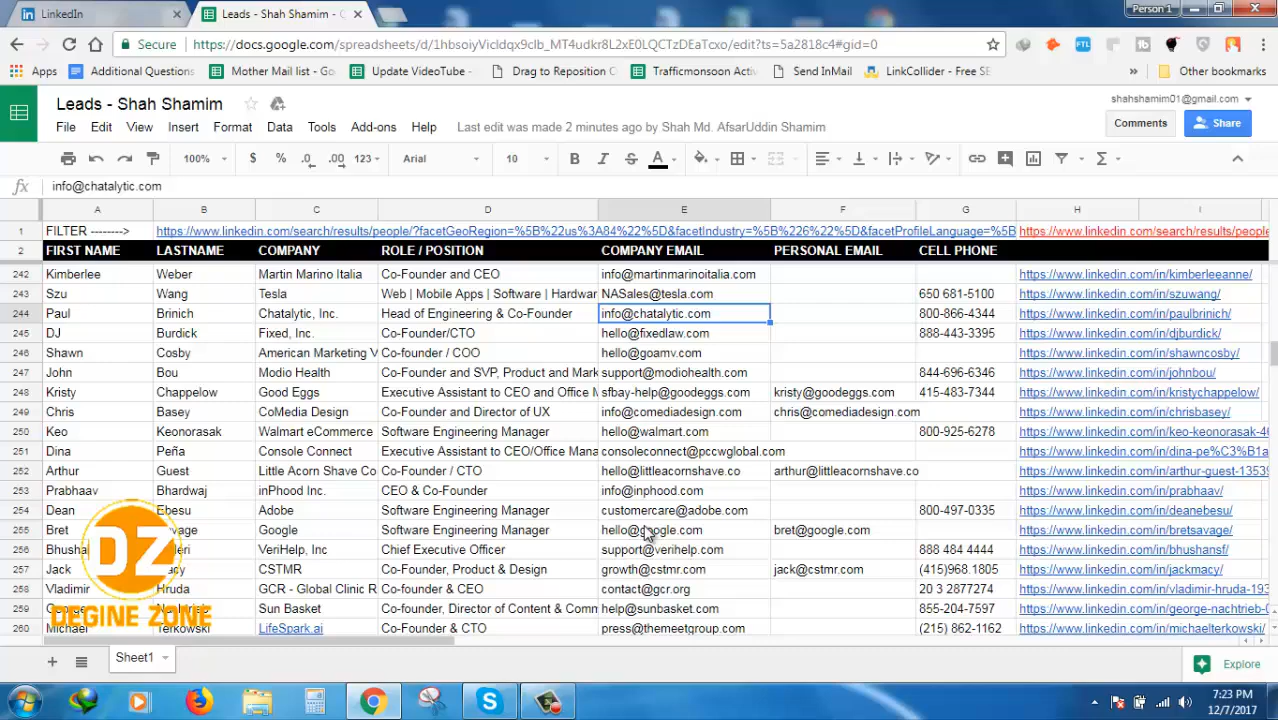 LinkedIn
Leads - Shah Shamim - G
Person 1
Secure
https://docs.google.com/spreadsheets/d/1hbsoiyVicldqx9clb_MT4udkr8L2xE0LQCTzDEaTcxo/edit?ts=5a281bc4#gid=0
Apps
Additional Questions
Mother Mail list - Go
Update VideoTube -
Drag to Reposition C
Trafficmonsoon Acti
Send InMail
LinkCollider - Free SE
»
Other bookmarks
Leads - Shah Shamim
shahshamim01@gmail.com
File Edit View Insert Format Data Tools Add-ons Help
Last edit was made 2 minutes ago by Shah Md. AfsarUddin Shamim
Comments
Share
100% $ % .0 .00 123 Arial 10 B I S A
fx info@chatalytic.com
A B C D E F G H I
1 FILTER --------> https://www.linkedin.com/search/results/people/?facetGeoRegion=%5B%22us%3A84%22%5D&facetIndustry=%5B%226%22%5D&facetProfileLanguage=%5B https://www.linkedin.com/search/results/people
2 FIRST NAME LASTNAME COMPANY ROLE / POSITION COMPANY EMAIL PERSONAL EMAIL CELL PHONE
242 Kimberlee Weber Martin Marino Italia Co-Founder and CEO info@martinmarinoitalia.com https://www.linkedin.com/in/kimberleeanne/
243 Szu Wang Tesla Web | Mobile Apps | Software | Hardwar NASales@tesla.com 650 681-5100 https://www.linkedin.com/in/szuwang/
244 Paul Brinich Chatalytic, Inc. Head of Engineering & Co-Founder info@chatalytic.com 800-866-4344 https://www.linkedin.com/in/paulbrinich/
245 DJ Burdick Fixed, Inc. Co-Founder/CTO hello@fixedlaw.com 888-443-3395 https://www.linkedin.com/in/djburdick/
246 Shawn Cosby American Marketing V Co-founder / COO hello@goamv.com https://www.linkedin.com/in/shawncosby/
247 John Bou Modio Health Co-Founder and SVP, Product and Mark support@modiohealth.com 844-696-6346 https://www.linkedin.com/in/johnbou/
248 Kristy Chappelow Good Eggs Executive Assistant to CEO and Office M sfbay-help@goodeggs.com kristy@goodeggs.com 415-483-7344 https://www.linkedin.com/in/kristychappelow/
249 Chris Basey CoMedia Design Co-Founder and Director of UX info@comediadesign.com chris@comediadesign.com https://www.linkedin.com/in/chrisbasey/
250 Keo Keonorasak Walmart eCommerce Software Engineering Manager hello@walmart.com 800-925-6278 https://www.linkedin.com/in/keo-keonorasak-40
251 Dina Peña Console Connect Executive Assistant to CEO/Office Mana consoleconnect@pccwglobal.com https://www.linkedin.com/in/dina-pe%C3%B1a
252 Arthur Guest Little Acorn Shave Co Co-Founder / CTO hello@littleacornshave.co arthur@littleacornshave.co https://www.linkedin.com/in/arthur-guest-13539
253 Prabhaav Bhardwaj inPhood Inc. CEO & Co-Founder info@inphood.com https://www.linkedin.com/in/prabhaav/
254 Dean Ebesu Adobe Software Engineering Manager customercare@adobe.com 800-497-0335 https://www.linkedin.com/in/deanebesu/
255 Bret Google Software Engineering Manager hello@google.com bret@google.com https://www.linkedin.com/in/bretsavage/
256 VeriHelp, Inc Chief Executive Officer support@verihelp.com 888 484 4444 https://www.linkedin.com/in/bhushansf/
257 Jack CSTMR Co-Founder, Product & Design growth@cstmr.com jack@cstmr.com (415)968.1805 https://www.linkedin.com/in/jackmacy/
258 Vladimir Hruda GCR - Global Clinic R Co-founder & CEO contact@gcr.org 20 3 2877274 https://www.linkedin.com/in/vladimir-hruda-193
259 Sun Basket Co-founder, Director of Content & Comm help@sunbasket.com 855-204-7597 https://www.linkedin.com/in/george-nachtrieb-0
260 Michael Terkowski LifeSpark.ai Co-Founder & CTO press@themeetgroup.com (215) 862-1162 https://www.linkedin.com/in/michaelterkowski/
DZ
DEGINE ZONE
Sheet1
Explore
7:23 PM
12/7/2017